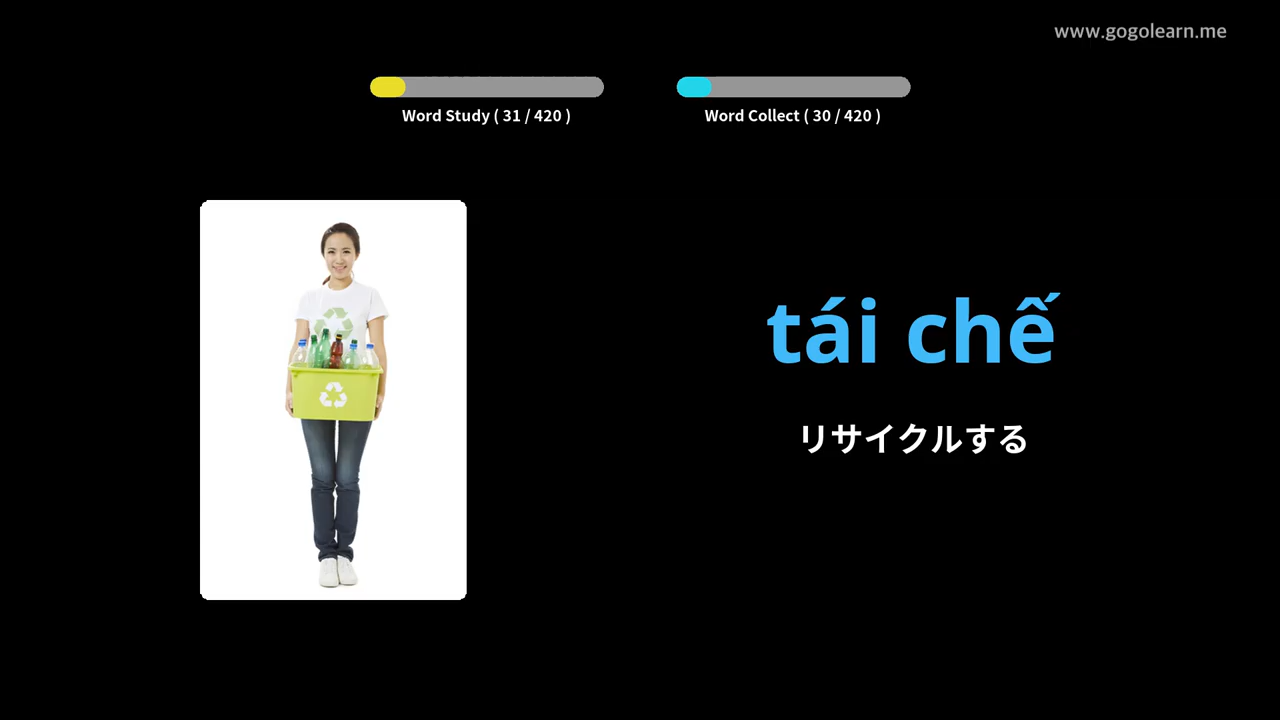 www.gogolearn.me
Word Study ( 31 / 420 )
Word Collect ( 30 / 420 )
tái chế
リサイクルする